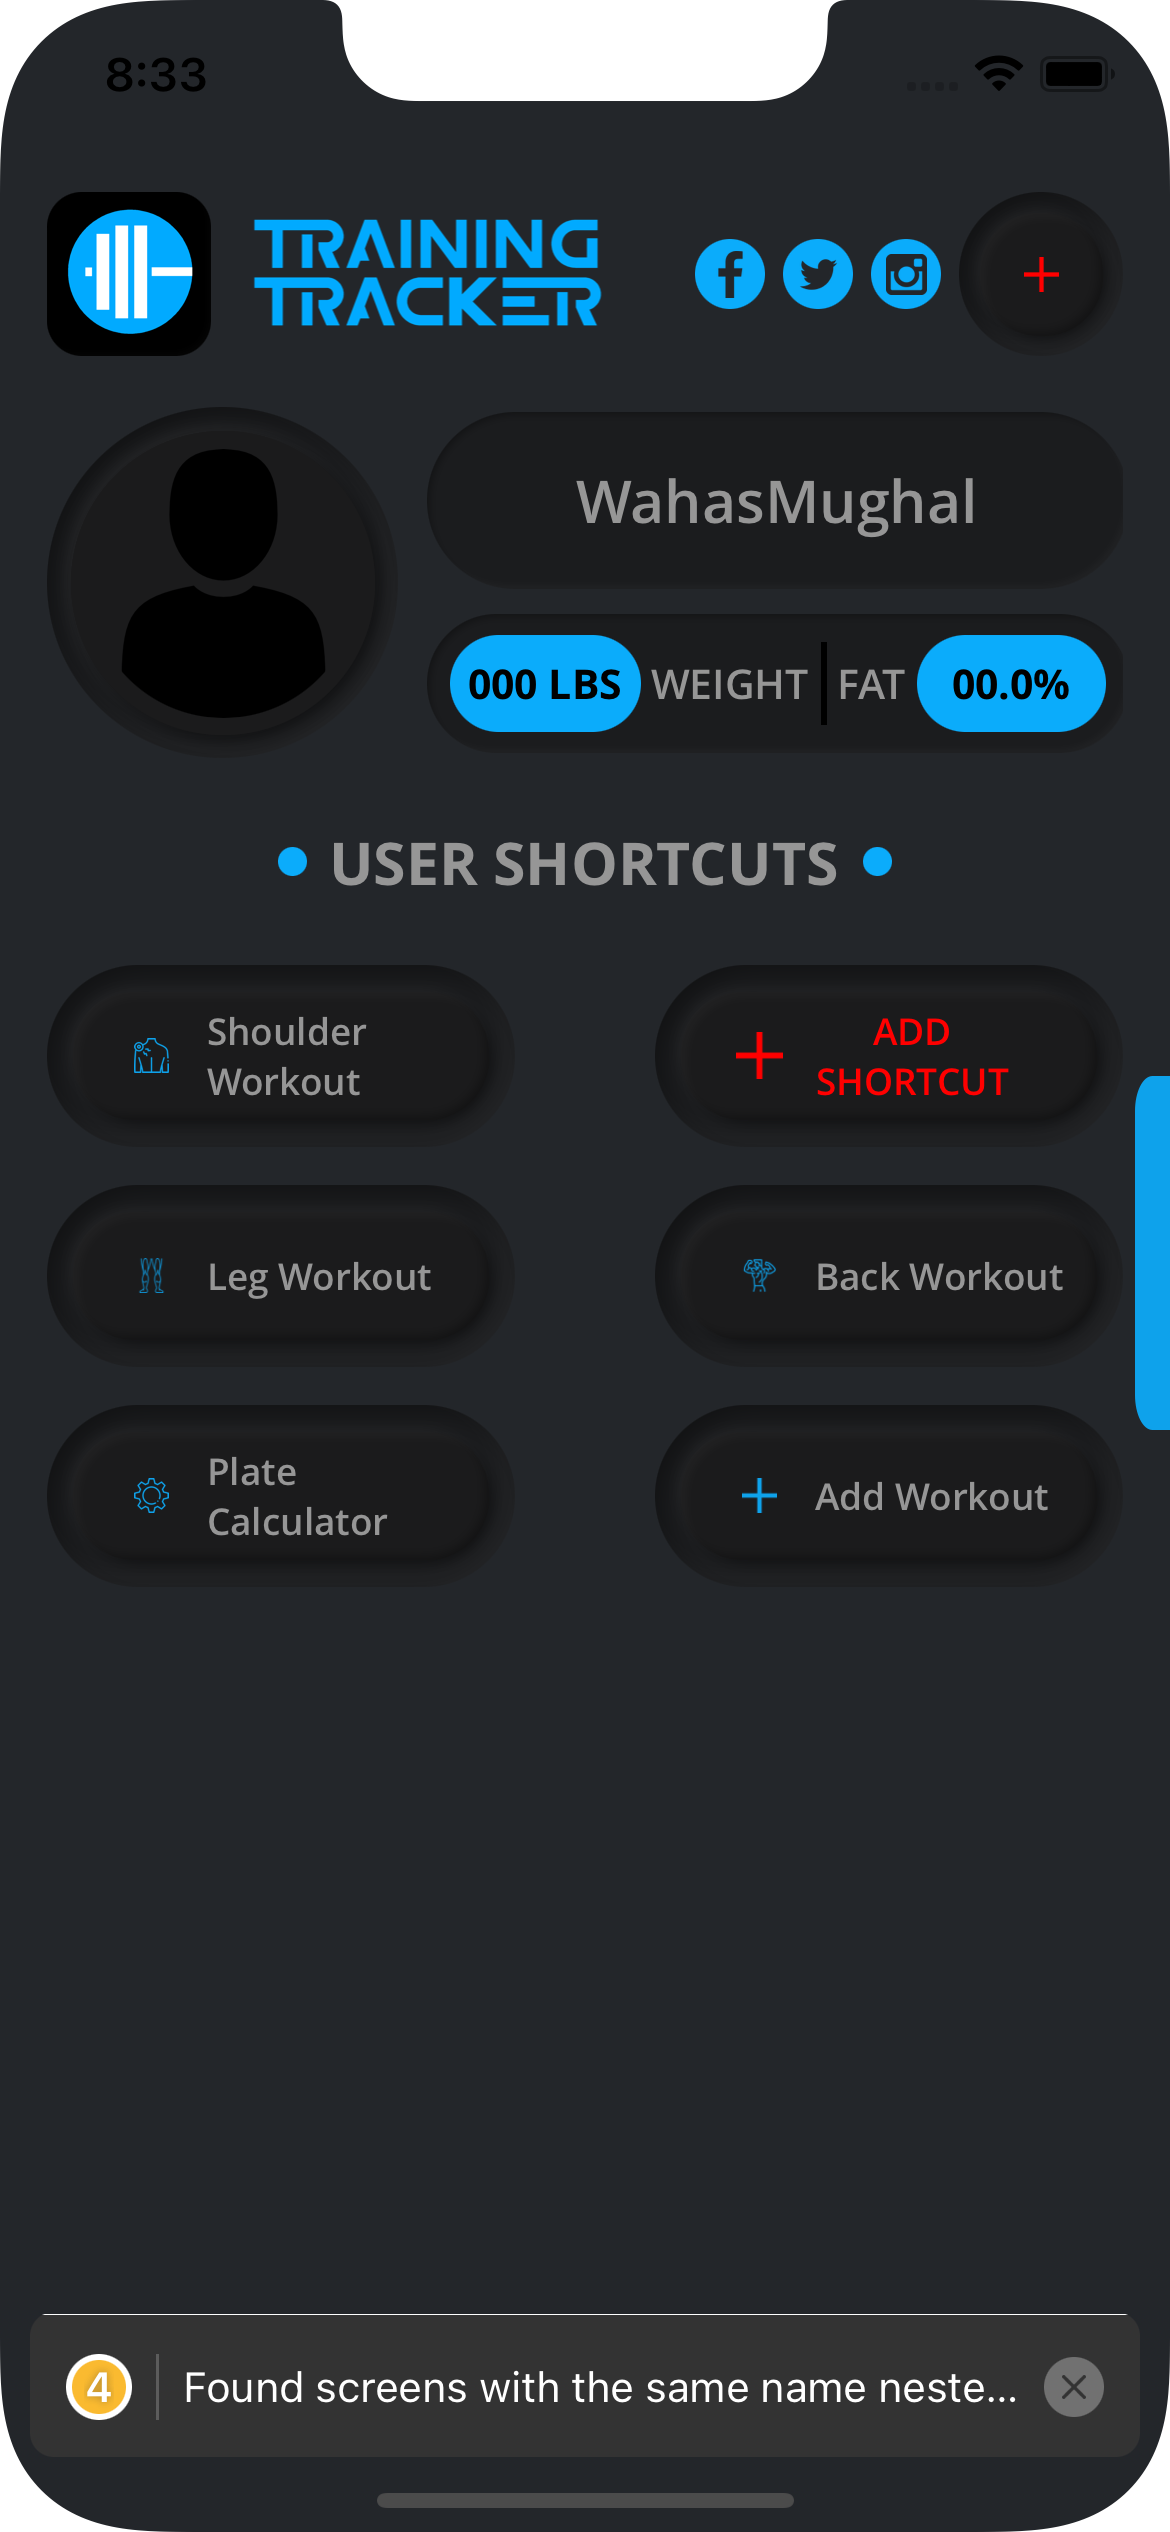 8:33
TRAINING
TRACKER
WahasMughal
000 LBS WEIGHT FAT 00.0%
USER SHORTCUTS
Shoulder
Workout
ADD
SHORTCUT
Leg Workout
Back Workout
Plate
Calculator
Add Workout
4 Found screens with the same name neste...